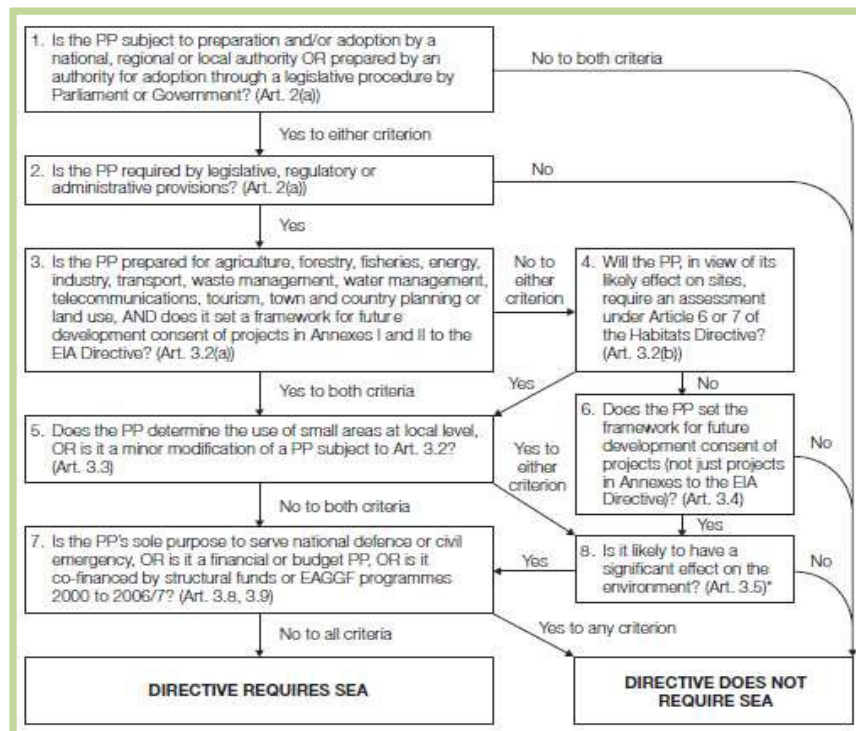 1. Is the PP subject to preparation and/or adoption by a
national, regional or local authority OR prepared by an
authority for adoption through a legislative procedure by
Parliament or Government? (Art. 2(a))
No to both criteria
Yes to either criterion
2. Is the PP required by legislative, regulatory or
administrative provisions? (Art. 2(a))
No
Yes
3. Is the PP prepared for agriculture, forestry, fisheries, energy,
industry, transport, waste management, water management,
telecommunications, tourism, town and country planning or
land use, AND does it set a framework for future
development consent of projects in Annexes I and II to the
EIA Directive? (Art. 3.2(a))
No to
either
criterion
4. Will the PP, in view of its
likely effect on sites,
require an assessment
under Article 6 or 7 of
the Habitats Directive?
(Art. 3.2(b))
Yes to both criteria
Yes
No
5. Does the PP determine the use of small areas at local level,
OR is it a minor modification of a PP subject to Art. 3.2?
(Art. 3.3)
Yes to
either
criterion
6. Does the PP set the
framework for future
development consent of
projects (not just projects
in Annexes to the EIA
Directive)? (Art. 3.4)
No
No to both criteria
Yes
7. Is the PP's sole purpose to serve national defence or civil
emergency, OR is it a financial or budget PP, OR is it
co-financed by structural funds or EAGGF programmes
2000 to 2006/7? (Art. 3.8, 3.9)
Yes
8. Is it likely to have a
significant effect on the
environment? (Art. 3.5)*
No
No to all criteria
Yes to any criterion
DIRECTIVE REQUIRES SEA
DIRECTIVE DOES NOT
REQUIRE SEA